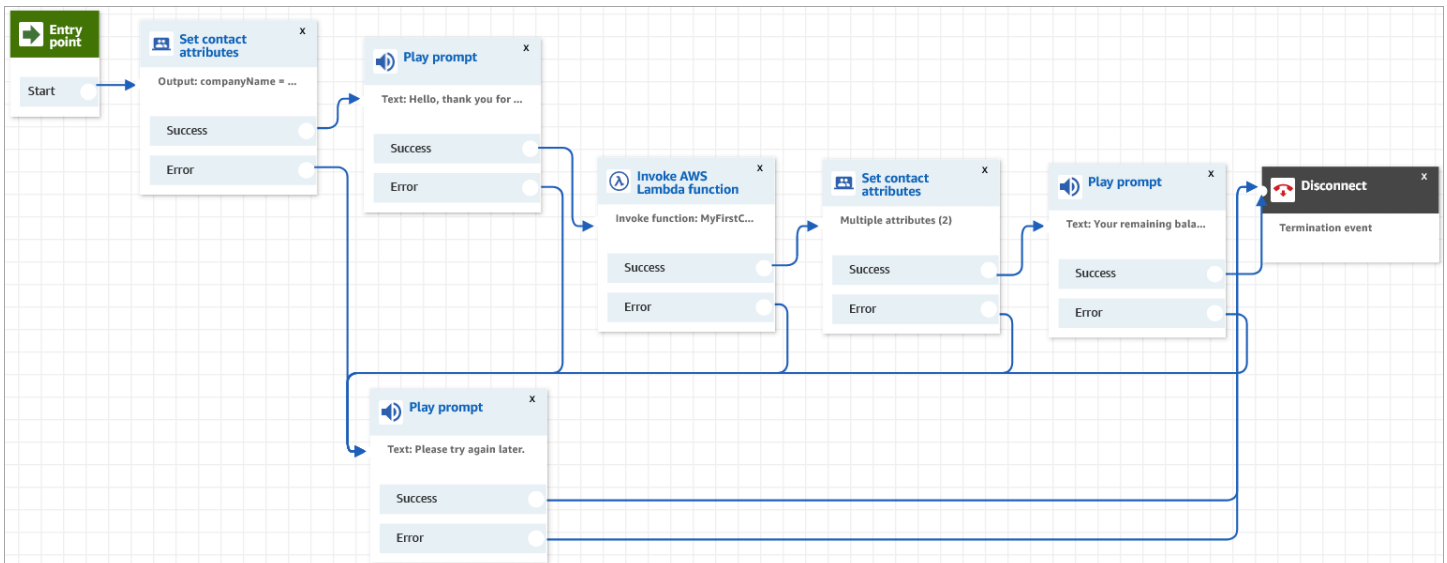 Entry
point
Start
Set contact
attributes
x
Output: companyName = ...
Success
Error
Play prompt
x
Text: Hello, thank you for ...
Success
Error
Invoke AWS
Lambda function
x
Invoke function: MyFirstC...
Success
Error
Set contact
attributes
x
Multiple attributes (2)
Success
Error
Play prompt
x
Text: Your remaining bala...
Success
Error
Disconnect
x
Termination event
Play prompt
x
Text: Please try again later.
Success
Error